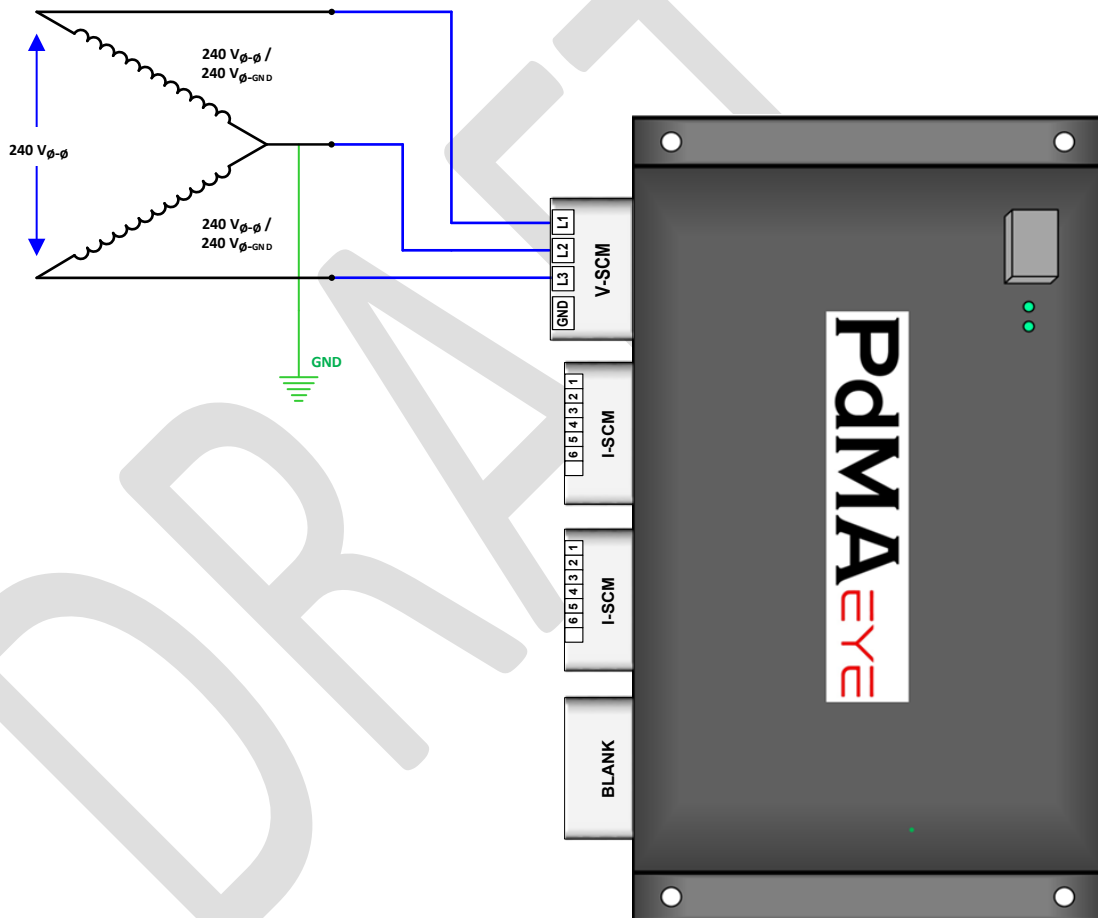 240 Vø-ø /
240 Vø-GND
240 Vø-ø
240 Vø-ø /
240 Vø-GND
GND
L1
L2
L3
GND
V-SCM
1
2
3
4
5
6
I-SCM
1
2
3
4
5
6
I-SCM
BLANK
PdMA EYE
DRAFT